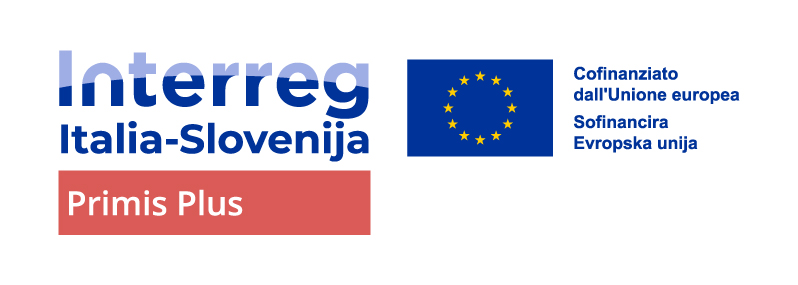 Interreg
Italia-Slovenija
Primis Plus
Cofinanziato
dall'Unione europea
Sofinancira
Evropska unija